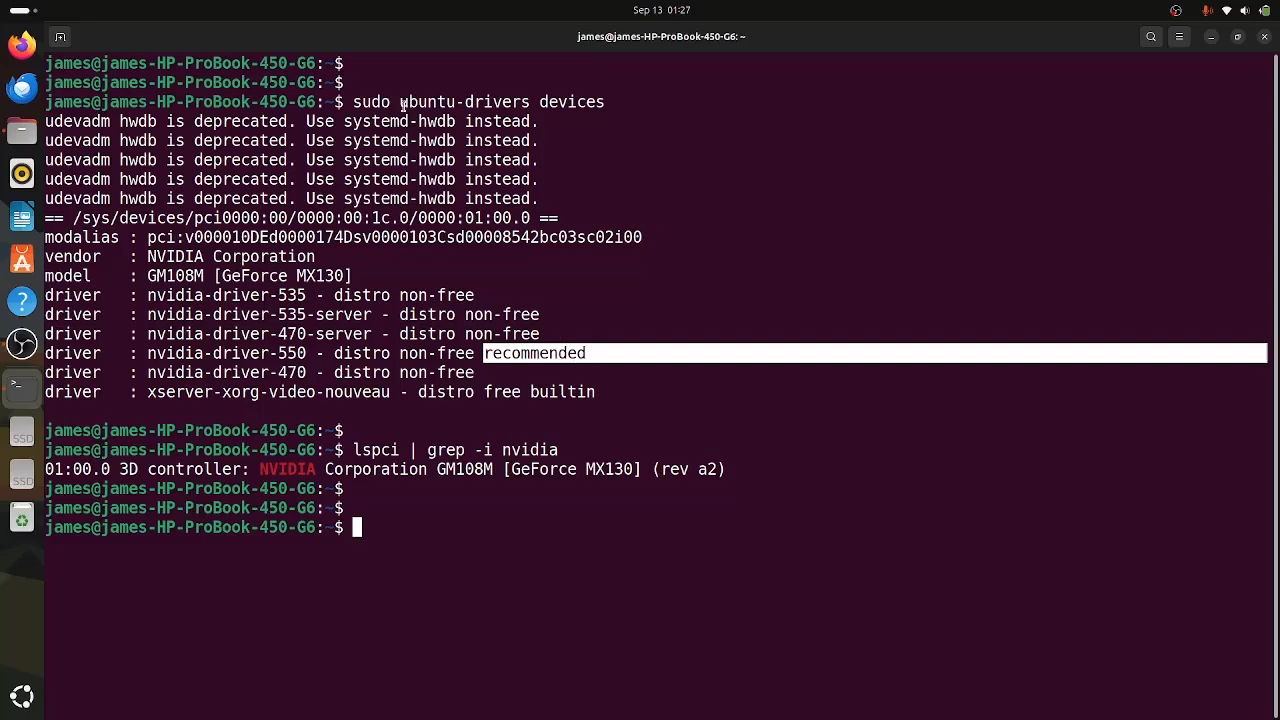 Sep 13 01:27
james@james-HP-ProBook-450-G6: ~
james@james-HP-ProBook-450-G6:~$
james@james-HP-ProBook-450-G6:~$
james@james-HP-ProBook-450-G6:~$ sudo ubuntu-drivers devices
udevadm hwdb is deprecated. Use systemd-hwdb instead.
udevadm hwdb is deprecated. Use systemd-hwdb instead.
udevadm hwdb is deprecated. Use systemd-hwdb instead.
udevadm hwdb is deprecated. Use systemd-hwdb instead.
udevadm hwdb is deprecated. Use systemd-hwdb instead.
== /sys/devices/pci0000:00/0000:00:1c.0/0000:01:00.0 ==
modalias : pci:v000010DEd0000174Dsv0000103Csd00008542bc03sc02i00
vendor   : NVIDIA Corporation
model    : GM108M [GeForce MX130]
driver   : nvidia-driver-535 - distro non-free
driver   : nvidia-driver-535-server - distro non-free
driver   : nvidia-driver-470-server - distro non-free
driver   : nvidia-driver-550 - distro non-free recommended
driver   : nvidia-driver-470 - distro non-free
driver   : xserver-xorg-video-nouveau - distro free builtin
james@james-HP-ProBook-450-G6:~$
james@james-HP-ProBook-450-G6:~$ lspci | grep -i nvidia
01:00.0 3D controller: NVIDIA Corporation GM108M [GeForce MX130] (rev a2)
james@james-HP-ProBook-450-G6:~$
james@james-HP-ProBook-450-G6:~$
james@james-HP-ProBook-450-G6:~$
SSD
SSD